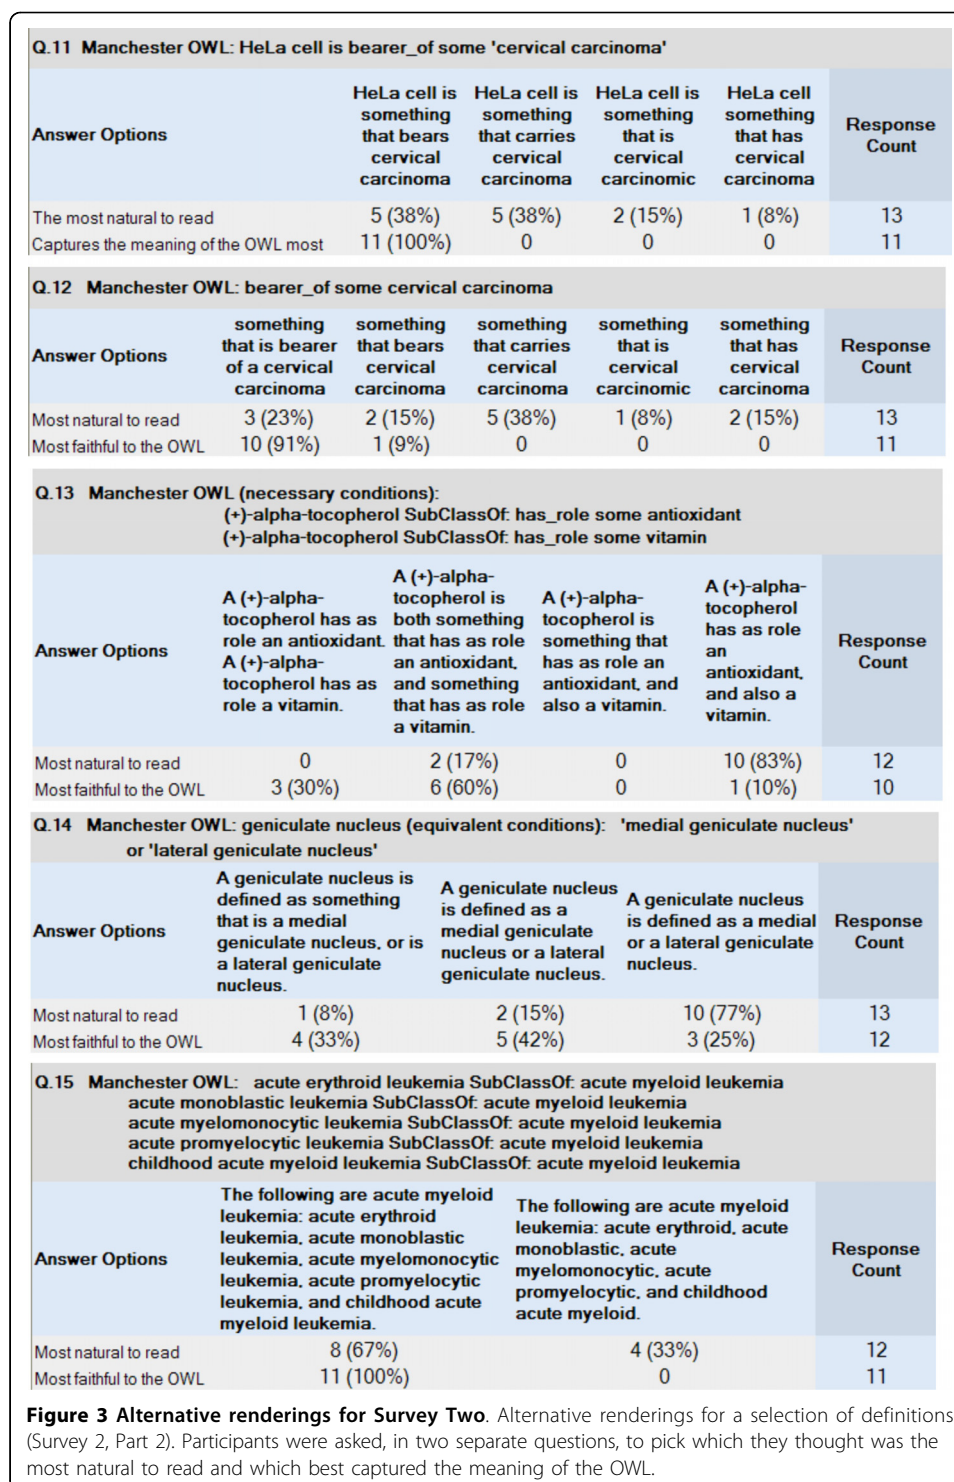 Q.11 Manchester OWL: HeLa cell is bearer_of some 'cervical carcinoma'
Answer Options
HeLa cell is something that bears cervical carcinoma
HeLa cell is something that carries cervical carcinoma
HeLa cell is something that is cervical carcinomic
HeLa cell something that has cervical carcinoma
Response Count
The most natural to read 5 (38%) 5 (38%) 2 (15%) 1 (8%) 13
Captures the meaning of the OWL most 11 (100%) 0 0 0 11
Q.12 Manchester OWL: bearer_of some cervical carcinoma
Answer Options
something that is bearer of a cervical carcinoma
something that bears cervical carcinoma
something that carries cervical carcinoma
something that is cervical carcinomic
something that has cervical carcinoma
Response Count
Most natural to read 3 (23%) 2 (15%) 5 (38%) 1 (8%) 2 (15%) 13
Most faithful to the OWL 10 (91%) 1 (9%) 0 0 0 11
Q.13 Manchester OWL (necessary conditions):
(+)-alpha-tocopherol SubClassOf: has_role some antioxidant
(+)-alpha-tocopherol SubClassOf: has_role some vitamin
Answer Options
A (+)-alpha-tocopherol has as role an antioxidant. A (+)-alpha-tocopherol has as role a vitamin.
A (+)-alpha-tocopherol is both something that has as role an antioxidant, and something that has as role a vitamin.
A (+)-alpha-tocopherol is something that has as role an antioxidant, and also a vitamin.
A (+)-alpha-tocopherol has as role an antioxidant, and also a vitamin.
Response Count
Most natural to read 0 2 (17%) 0 10 (83%) 12
Most faithful to the OWL 3 (30%) 6 (60%) 0 1 (10%) 10
Q.14 Manchester OWL: geniculate nucleus (equivalent conditions): 'medial geniculate nucleus'
or 'lateral geniculate nucleus'
Answer Options
A geniculate nucleus is defined as something that is a medial geniculate nucleus, or is a lateral geniculate nucleus.
A geniculate nucleus is defined as a medial geniculate nucleus or a lateral geniculate nucleus.
A geniculate nucleus is defined as a medial or a lateral geniculate nucleus.
Response Count
Most natural to read 1 (8%) 2 (15%) 10 (77%) 13
Most faithful to the OWL 4 (33%) 5 (42%) 3 (25%) 12
Q.15 Manchester OWL: acute erythroid leukemia SubClassOf: acute myeloid leukemia
acute monoblastic leukemia SubClassOf: acute myeloid leukemia
acute myelomonocytic leukemia SubClassOf: acute myeloid leukemia
acute promyelocytic leukemia SubClassOf: acute myeloid leukemia
childhood acute myeloid leukemia SubClassOf: acute myeloid leukemia
Answer Options
The following are acute myeloid leukemia: acute erythroid leukemia, acute monoblastic leukemia, acute myelomonocytic leukemia, acute promyelocytic leukemia, and childhood acute myeloid leukemia.
The following are acute myeloid leukemia: acute erythroid, acute monoblastic, acute myelomonocytic, acute promyelocytic, and childhood acute myeloid.
Response Count
Most natural to read 8 (67%) 4 (33%) 12
Most faithful to the OWL 11 (100%) 0 11
Figure 3 Alternative renderings for Survey Two. Alternative renderings for a selection of definitions
(Survey 2, Part 2). Participants were asked, in two separate questions, to pick which they thought was the
most natural to read and which best captured the meaning of the OWL.